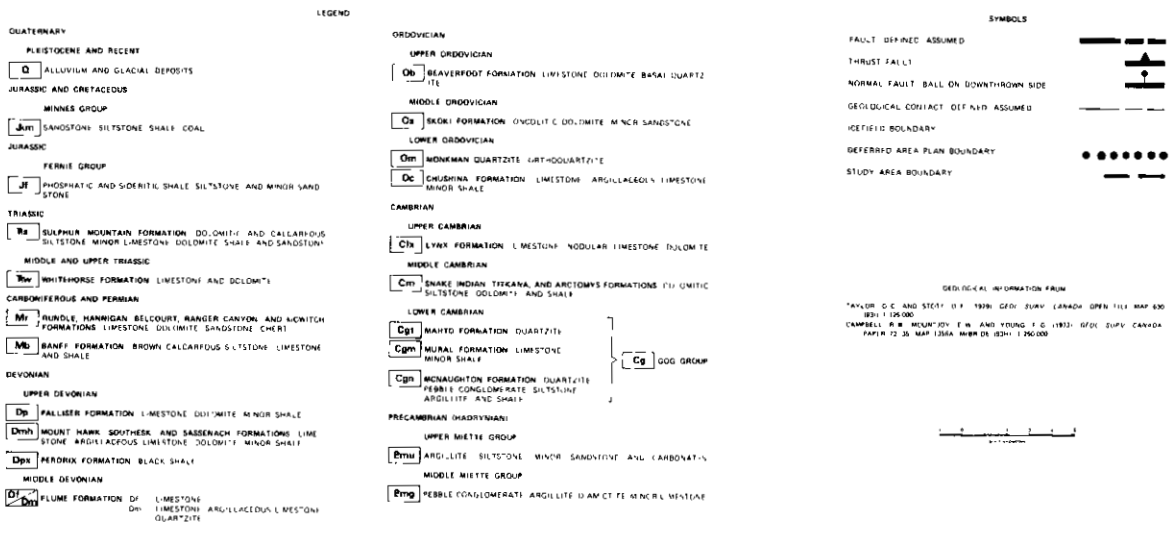 LEGEND
QUATERNARY
PLEISTOCENE AND RECENT
Q ALLUVIUM AND GLACIAL DEPOSITS
JURASSIC AND CRETACEOUS
MINNES GROUP
JKm SANDSTONE SILTSTONE SHALE COAL
JURASSIC
FERNIE GROUP
Jf PHOSPHATIC AND SIDERITIC SHALE SILTSTONE AND MINOR SAND
STONE
TRIASSIC
SULPHUR MOUNTAIN FORMATION DOLOMITIC AND CALCAREOUS
SILTSTONE MINOR LIMESTONE DOLOMITE SHALE AND SANDSTONE
MIDDLE AND UPPER TRIASSIC
WHITEHORSE FORMATION LIMESTONE AND DOLOMITE
CARBONIFEROUS AND PERMIAN
Mr RUNDLE, HANNIGAN BELCOURT, RANGER CANYON, AND MOWITCH
FORMATIONS LIMESTONE DOLOMITE SANDSTONE CHERT
Mb BANFF FORMATION BROWN CALCAREOUS SILTSTONE LIMESTONE
AND SHALE
DEVONIAN
UPPER DEVONIAN
Dp PALLISER FORMATION LIMESTONE DOLOMITE MINOR SHALE
Dmh MOUNT HAWK SOUTHESK AND SASSENACH FORMATIONS LIME
STONE ARGILLACEOUS LIMESTONE DOLOMITE MINOR SHALE
Dpx PERDRIX FORMATION BLACK SHALE
MIDDLE DEVONIAN
Df Dm FLUME FORMATION Df LIMESTONE
Dm LIMESTONE ARGILLACEOUS LIMESTONE
QUARTZITE
ORDOVICIAN
UPPER ORDOVICIAN
Ob BEAVERFOOT FORMATION LIMESTONE DOLOMITE BASAL QUARTZ
ITE
MIDDLE ORDOVICIAN
Os SKOKI FORMATION ONCOLITIC DOLOMITE MINOR SANDSTONE
LOWER ORDOVICIAN
Om MONKMAN QUARTZITE ORTHOQUARTZITE
Oc CHUSHINA FORMATION LIMESTONE ARGILLACEOUS LIMESTONE
MINOR SHALE
CAMBRIAN
UPPER CAMBRIAN
Clx LYNX FORMATION LIMESTONE NODULAR LIMESTONE DOLOMITE
MIDDLE CAMBRIAN
Cm SNAKE INDIAN TITKANA, AND ARCTOMYS FORMATIONS DOLOMITIC
SILTSTONE DOLOMITE AND SHALE
LOWER CAMBRIAN
Cgt MAHTO FORMATION QUARTZITE
Cgm MURAL FORMATION LIMESTONE
MINOR SHALE
Cg GOG GROUP
Cgn MCNAUGHTON FORMATION QUARTZITE
PEBBLE CONGLOMERATE SILTSTONE
ARGILLITE AND SHALE
PRECAMBRIAN (HADRYNIAN)
UPPER MIETTE GROUP
Pmu ARGILLITE SILTSTONE MINOR SANDSTONE AND CARBONATES
MIDDLE MIETTE GROUP
Pmg PEBBLE CONGLOMERATE ARGILLITE DIAMICTITE MINOR LIMESTONE
SYMBOLS
FAULT DEFINED ASSUMED
THRUST FAULT
NORMAL FAULT BALL ON DOWNTHROWN SIDE
GEOLOGICAL CONTACT DEFINED ASSUMED
ICEFIELD BOUNDARY
DEFERRED AREA PLAN BOUNDARY
STUDY AREA BOUNDARY
GEOLOGICAL INFORMATION FROM
TAYLOR G C AND STOTT D F 1979 GEOL SURV CANADA OPEN FILE MAP 630
(83H) 1 125 000
CAMPBELL R B MOUNTJOY E W AND YOUNG F G (1973) GEOL SURV CANADA
PAPER 72 35 MAP 1356A (83H) 1 250 000